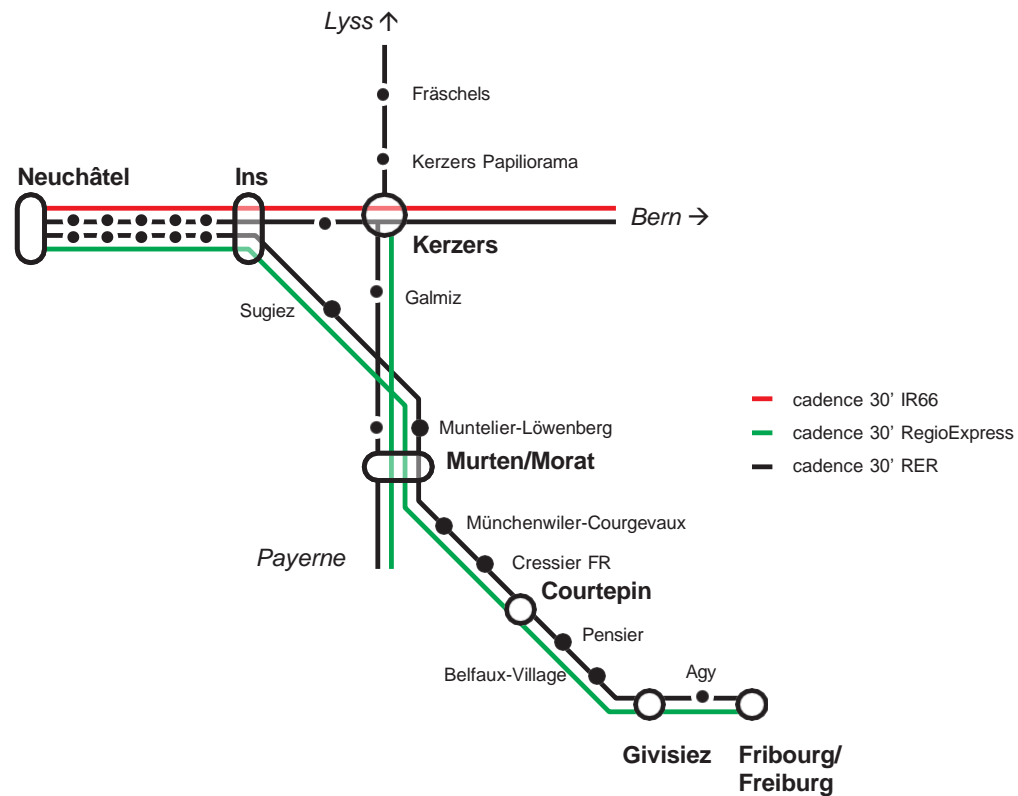 Lyss ↑
Fräschels
Kerzers Papiliorama
Neuchâtel
Ins
Bern →
Kerzers
Galmiz
Sugiez
cadence 30’ IR66
cadence 30’ RegioExpress
cadence 30’ RER
Muntelier-Löwenberg
Murten/Morat
Münchenwiler-Courgevaux
Payerne
Cressier FR
Courtepin
Pensier
Belfaux-Village
Agy
Givisiez
Fribourg/
Freiburg